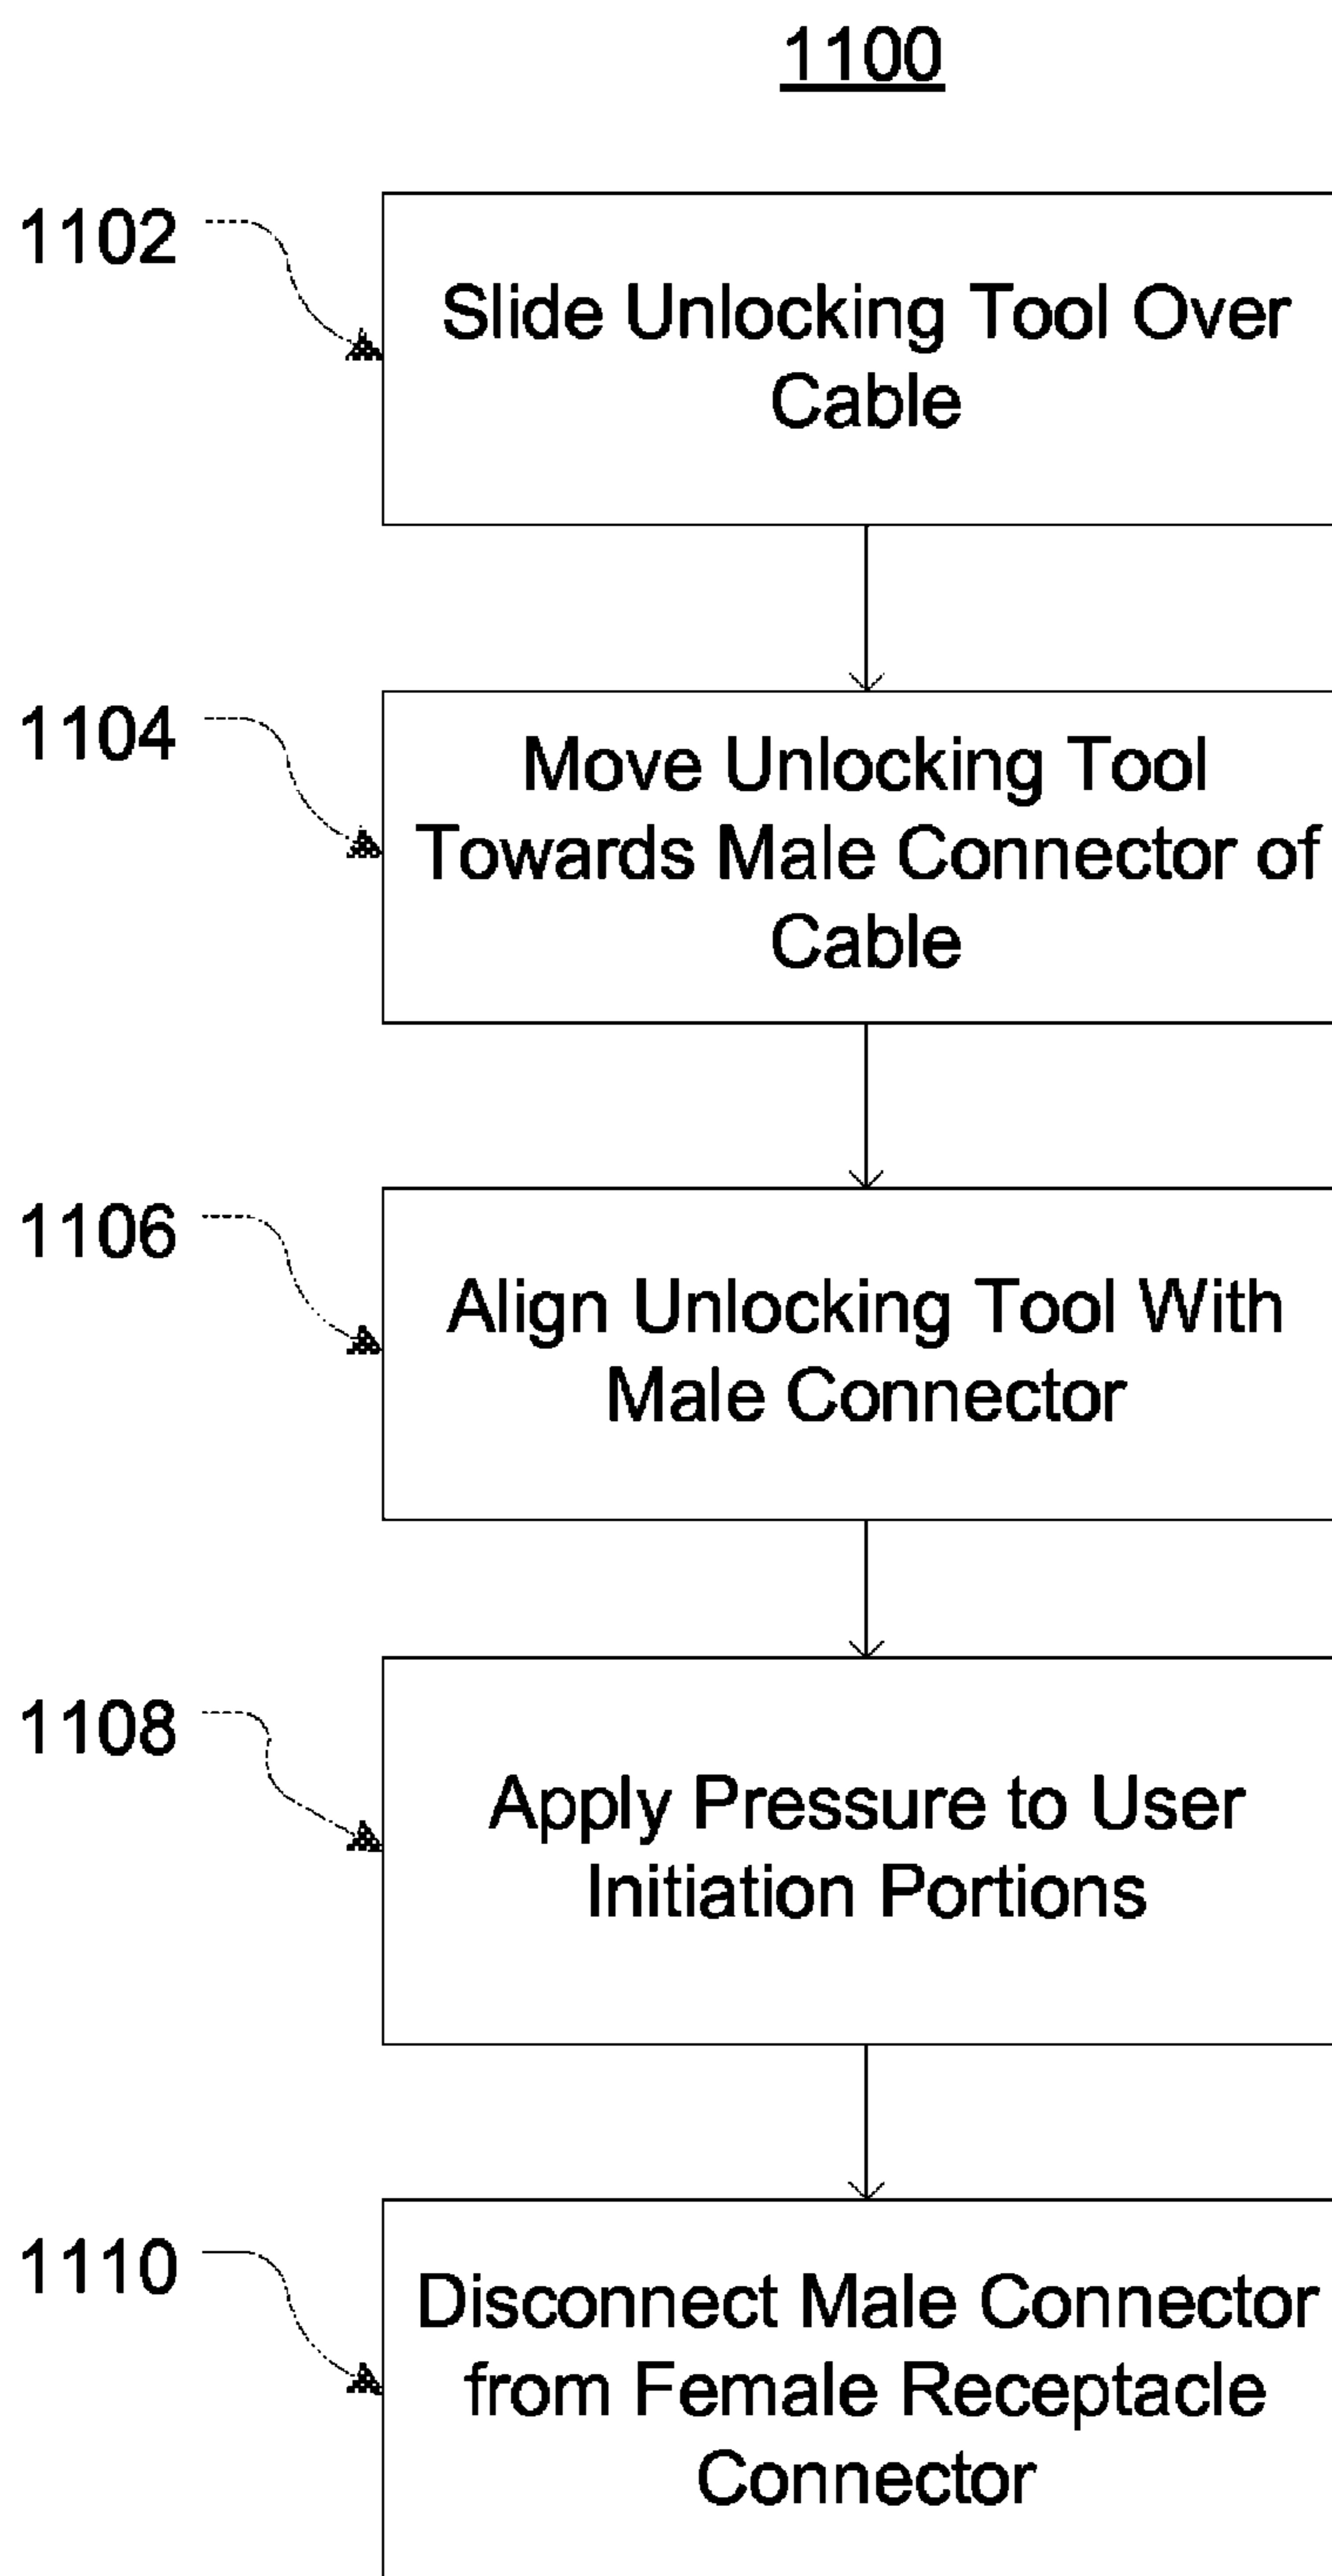 1100
1102
Slide Unlocking Tool Over
Cable
1104
Move Unlocking Tool
Towards Male Connector of
Cable
1106
Align Unlocking Tool With
Male Connector
1108
Apply Pressure to User
Initiation Portions
1110
Disconnect Male Connector
from Female Receptacle
Connector